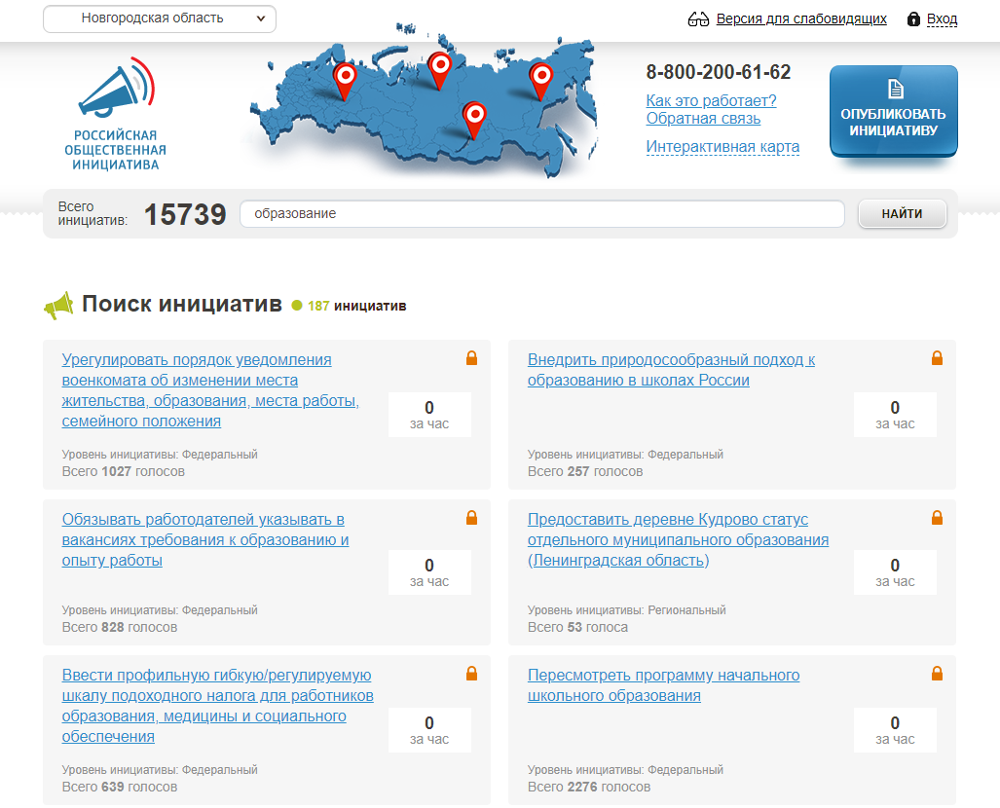 Новгородская область
Версия для слабовидящих
Вход
РОССИЙСКАЯ
ОБЩЕСТВЕННАЯ
ИНИЦИАТИВА
8-800-200-61-62
Как это работает?
Обратная связь
Интерактивная карта
ОПУБЛИКОВАТЬ
ИНИЦИАТИВУ
Всего
инициатив:
15739
образование
НАЙТИ
Поиск инициатив
187 инициатив
Урегулировать порядок уведомления
военкомата об изменении места
жительства, образования, места работы,
семейного положения
0
за час
Уровень инициативы: Федеральный
Всего 1027 голосов
Внедрить природосообразный подход к
образованию в школах России
0
за час
Уровень инициативы: Федеральный
Всего 257 голосов
Обязывать работодателей указывать в
вакансиях требования к образованию и
опыту работы
0
за час
Уровень инициативы: Федеральный
Всего 828 голосов
Предоставить деревне Кудрово статус
отдельного муниципального образования
(Ленинградская область)
0
за час
Уровень инициативы: Региональный
Всего 53 голоса
Ввести профильную гибкую/регулируемую
шкалу подоходного налога для работников
образования, медицины и социального
обеспечения
0
за час
Уровень инициативы: Федеральный
Всего 639 голосов
Пересмотреть программу начального
школьного образования
0
за час
Уровень инициативы: Федеральный
Всего 2276 голосов